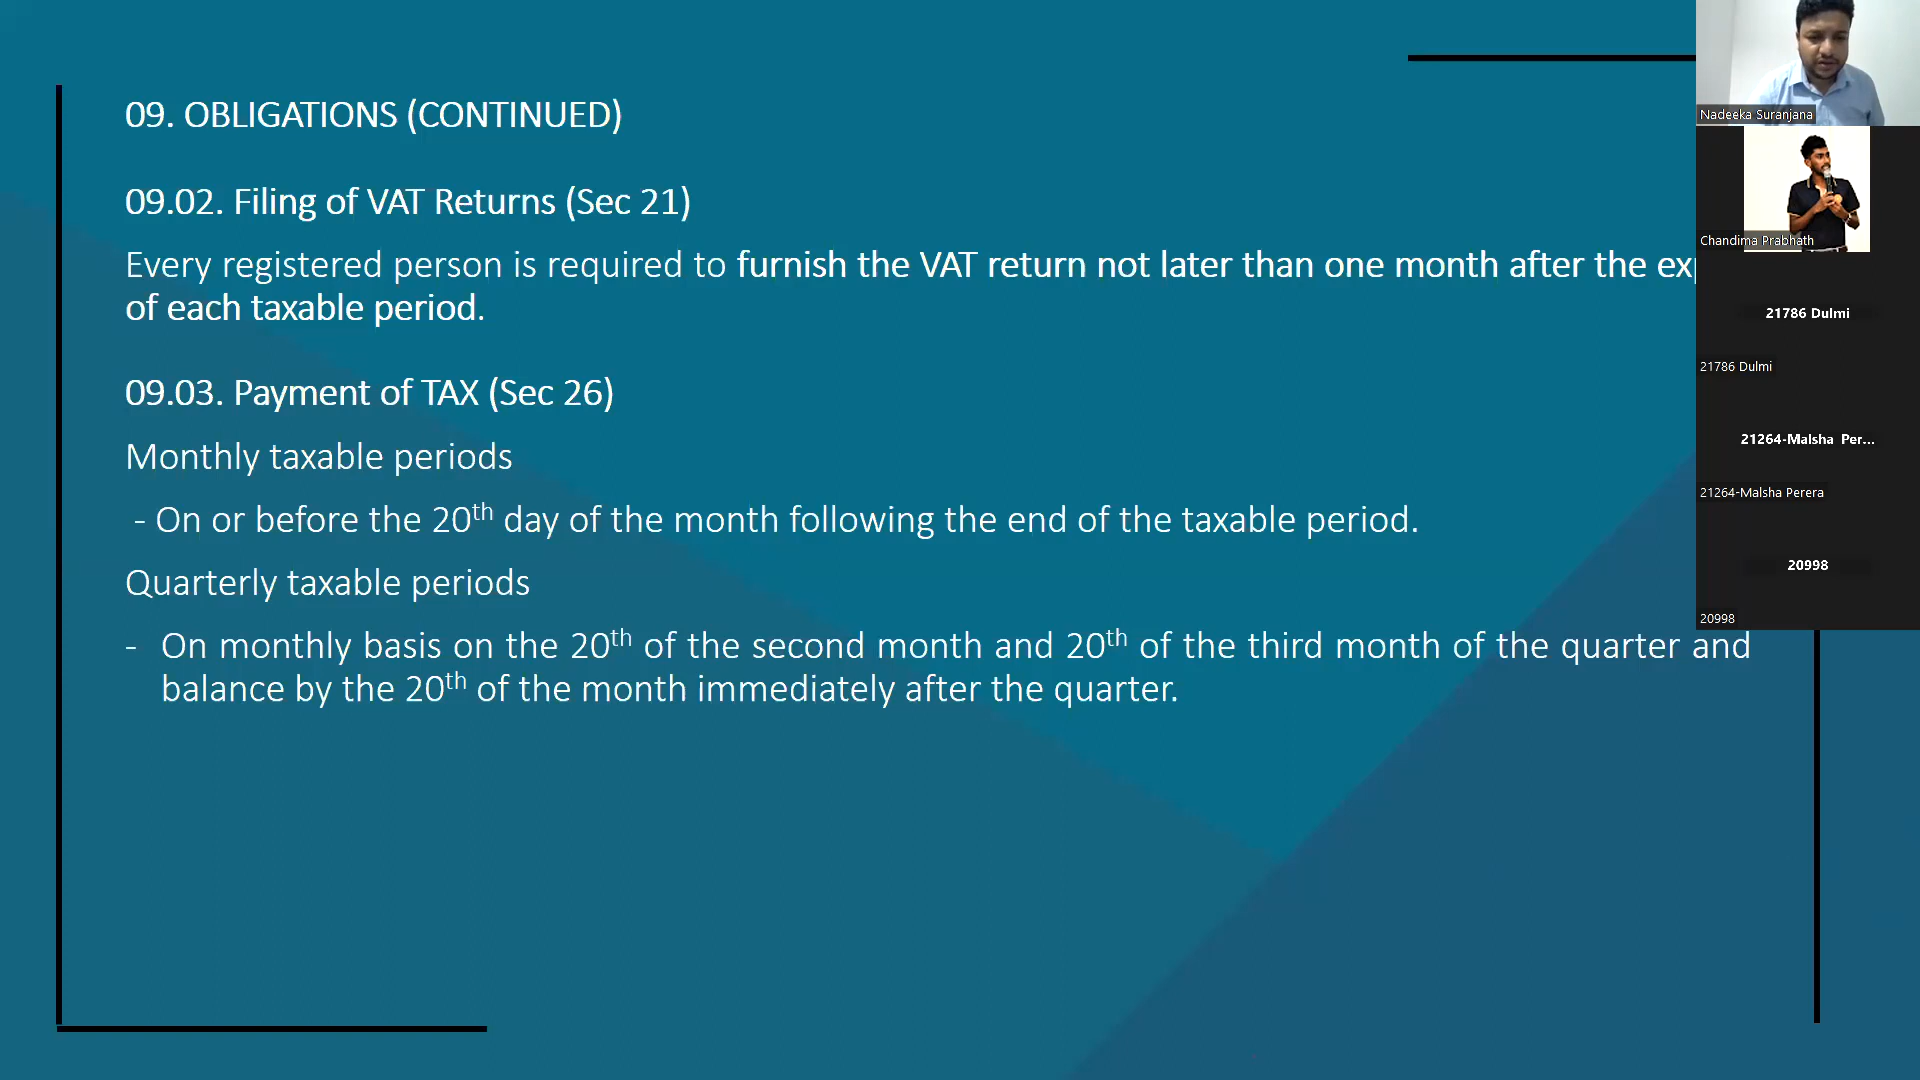 09. OBLIGATIONS (CONTINUED)
09.02. Filing of VAT Returns (Sec 21)
Every registered person is required to furnish the VAT return not later than one month after the
of each taxable period.
09.03. Payment of TAX (Sec 26)
Monthly taxable periods
- On or before the 20th day of the month following the end of the taxable period.
Quarterly taxable periods
- On monthly basis on the 20th of the second month and 20th of the third month of the quarter and
balance by the 20th of the month immediately after the quarter.
Nadeeka Suranjana
Chandima Prabhath
21786 Dulmi
21786 Dulmi
21264-Malsha Per...
21264-Malsha Perera
20998
20998